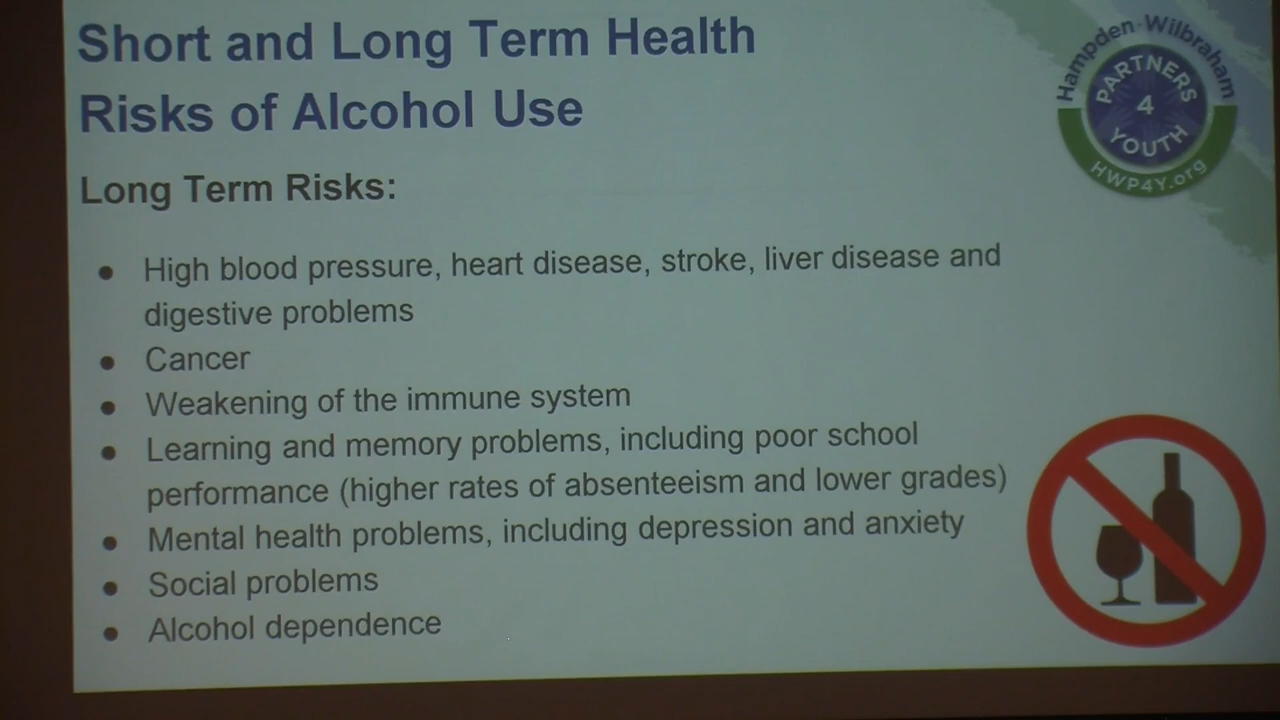 Short and Long Term Health
Risks of Alcohol Use
Hampden-Wilbraham
PARTNERS
4
YOUTH
HWP4Y.org
Long Term Risks:
● High blood pressure, heart disease, stroke, liver disease and
digestive problems
● Cancer
● Weakening of the immune system
● Learning and memory problems, including poor school
performance (higher rates of absenteeism and lower grades)
● Mental health problems, including depression and anxiety
● Social problems
● Alcohol dependence